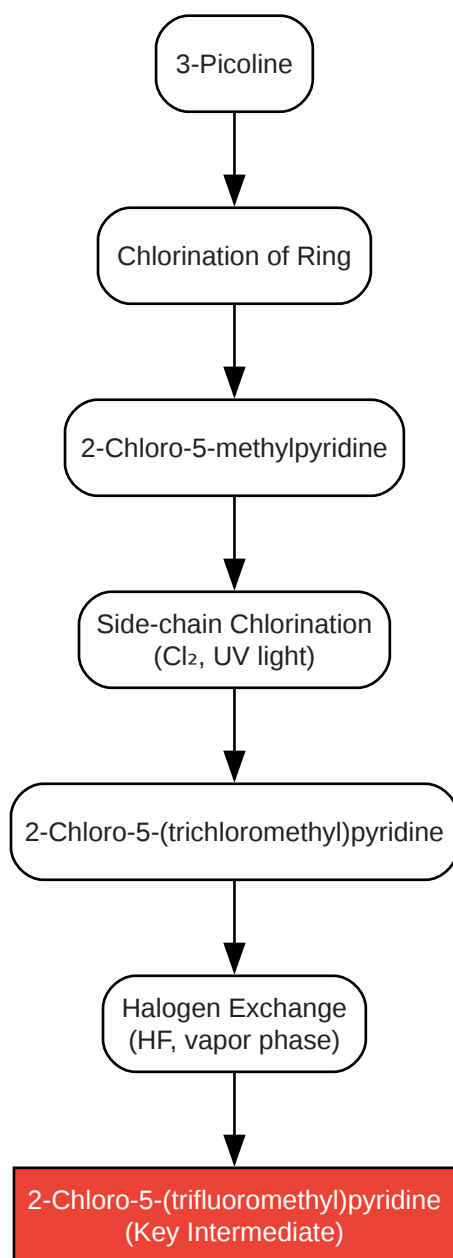 3-Picoline
Chlorination of Ring
2-Chloro-5-methylpyridine
Side-chain Chlorination
(Cl₂, UV light)
2-Chloro-5-(trichloromethyl)pyridine
Halogen Exchange
(HF, vapor phase)
2-Chloro-5-(trifluoromethyl)pyridine
(Key Intermediate)